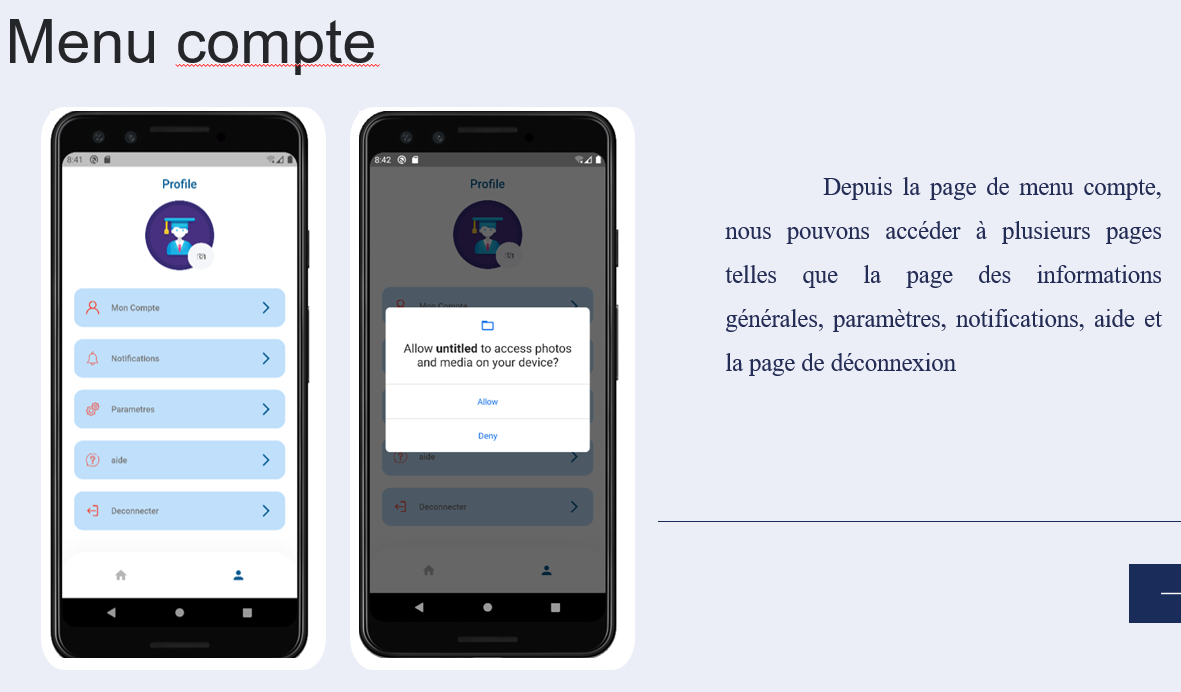 Menu compte
8:41
Profile
Mon Compte
Notifications
Parametres
aide
Deconnecter
8:42
Profile
Mon Compte
Allow untitled to access photos
and media on your device?
Allow
Deny
aide
Deconnecter
Depuis la page de menu compte,
nous pouvons accéder à plusieurs pages
telles que la page des informations
générales, paramètres, notifications, aide et
la page de déconnexion